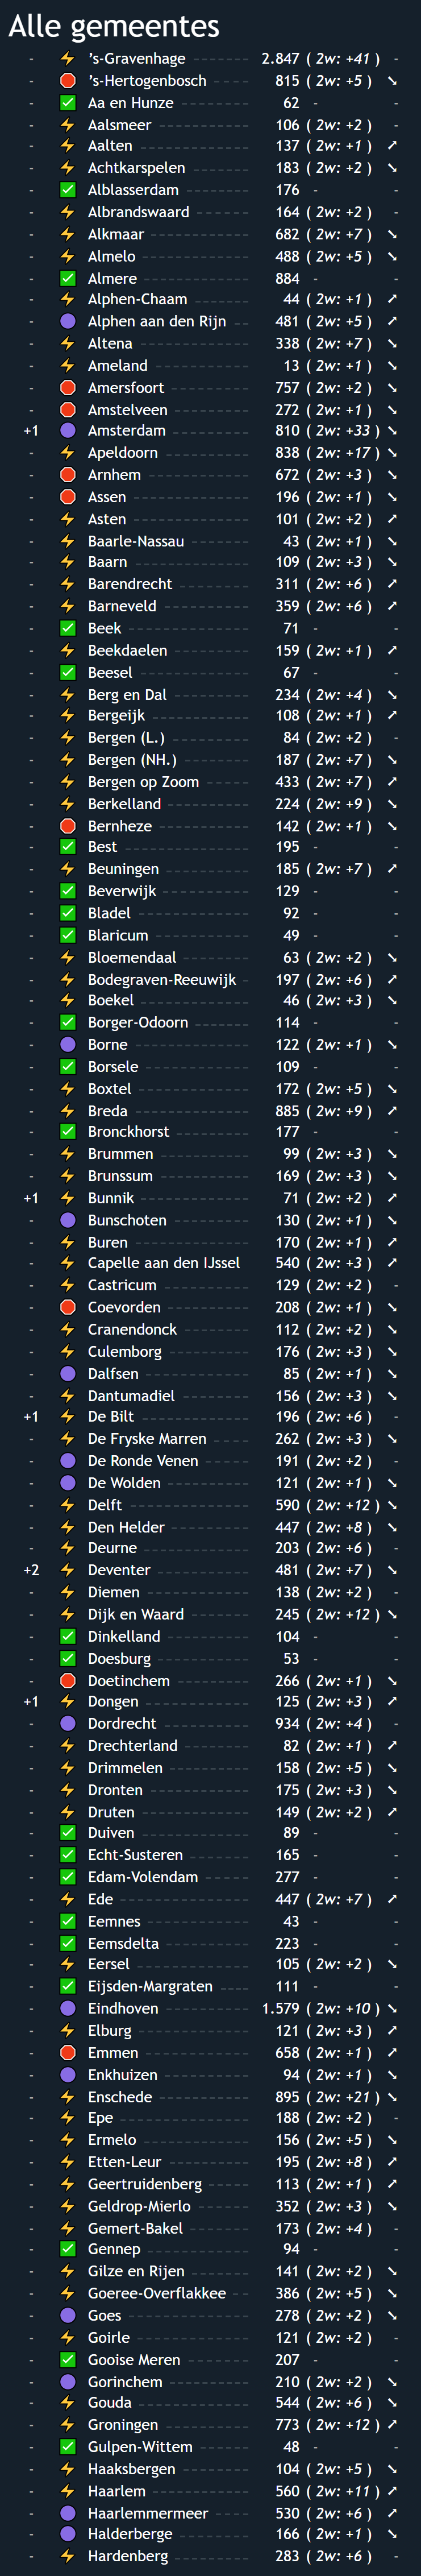 Alle gemeentes
- ⚡ ’s-Gravenhage 2.847 ( 2w: +41 ) -
- 🛑 ’s-Hertogenbosch 815 ( 2w: +5 ) ➘
- ✅ Aa en Hunze 62 - -
- ⚡ Aalsmeer 106 ( 2w: +2 ) -
- ⚡ Aalten 137 ( 2w: +1 ) ➚
- ⚡ Achtkarspelen 183 ( 2w: +2 ) ➘
- ✅ Alblasserdam 176 - -
- ⚡ Albrandswaard 164 ( 2w: +2 ) -
- ⚡ Alkmaar 682 ( 2w: +7 ) ➘
- ⚡ Almelo 488 ( 2w: +5 ) ➘
- ✅ Almere 884 - -
- ⚡ Alphen-Chaam 44 ( 2w: +1 ) ➚
- 🟣 Alphen aan den Rijn 481 ( 2w: +5 ) ➚
- ⚡ Altena 338 ( 2w: +7 ) ➘
- ⚡ Ameland 13 ( 2w: +1 ) ➘
- 🛑 Amersfoort 757 ( 2w: +2 ) ➘
- 🛑 Amstelveen 272 ( 2w: +1 ) ➘
+1 🟣 Amsterdam 810 ( 2w: +33 ) ➘
- ⚡ Apeldoorn 838 ( 2w: +17 ) ➘
- 🛑 Arnhem 672 ( 2w: +3 ) ➘
- 🛑 Assen 196 ( 2w: +1 ) ➘
- ⚡ Asten 101 ( 2w: +2 ) ➚
- ⚡ Baarle-Nassau 43 ( 2w: +1 ) ➘
- ⚡ Baarn 109 ( 2w: +3 ) ➘
- ⚡ Barendrecht 311 ( 2w: +6 ) ➚
- ⚡ Barneveld 359 ( 2w: +6 ) ➚
- ✅ Beek 71 - -
- ⚡ Beekdaelen 159 ( 2w: +1 ) ➚
- ✅ Beesel 67 - -
- ⚡ Berg en Dal 234 ( 2w: +4 ) ➘
- ⚡ Bergeijk 108 ( 2w: +1 ) ➚
- ⚡ Bergen (L.) 84 ( 2w: +2 ) -
- ⚡ Bergen (NH.) 187 ( 2w: +7 ) ➘
- ⚡ Bergen op Zoom 433 ( 2w: +7 ) ➚
- ⚡ Berkelland 224 ( 2w: +9 ) ➘
- 🛑 Bernheze 142 ( 2w: +1 ) ➘
- ✅ Best 195 - -
- ⚡ Beuningen 185 ( 2w: +7 ) ➚
- ✅ Beverwijk 129 - -
- ✅ Bladel 92 - -
- ✅ Blaricum 49 - -
- ⚡ Bloemendaal 63 ( 2w: +2 ) ➘
- ⚡ Bodegraven-Reeuwijk 197 ( 2w: +6 ) ➚
- ⚡ Boekel 46 ( 2w: +3 ) ➘
- ✅ Borger-Odoorn 114 - -
- 🟣 Borne 122 ( 2w: +1 ) ➘
- ✅ Borsele 109 - -
- ⚡ Boxtel 172 ( 2w: +5 ) ➘
- ⚡ Breda 885 ( 2w: +9 ) ➚
- ✅ Bronckhorst 177 - -
- ⚡ Brummen 99 ( 2w: +3 ) ➘
- ⚡ Brunssum 169 ( 2w: +3 ) ➘
+1 ⚡ Bunnik 71 ( 2w: +2 ) ➚
- 🟣 Bunschoten 130 ( 2w: +1 ) ➘
- ⚡ Buren 170 ( 2w: +1 ) ➚
- ⚡ Capelle aan den IJssel 540 ( 2w: +3 ) ➚
- ⚡ Castricum 129 ( 2w: +2 ) -
- 🛑 Coevorden 208 ( 2w: +1 ) ➘
- ⚡ Cranendonck 112 ( 2w: +2 ) ➘
- ⚡ Culemborg 176 ( 2w: +3 ) ➘
- 🟣 Dalfsen 85 ( 2w: +1 ) ➘
- ⚡ Dantumadiel 156 ( 2w: +3 ) ➘
+1 ⚡ De Bilt 196 ( 2w: +6 ) -
- ⚡ De Fryske Marren 262 ( 2w: +3 ) ➘
- 🟣 De Ronde Venen 191 ( 2w: +2 ) -
- 🟣 De Wolden 121 ( 2w: +1 ) ➘
- ⚡ Delft 590 ( 2w: +12 ) ➘
- ⚡ Den Helder 447 ( 2w: +8 ) ➘
- ⚡ Deurne 203 ( 2w: +6 ) -
+2 ⚡ Deventer 481 ( 2w: +7 ) ➘
- ⚡ Diemen 138 ( 2w: +2 ) -
- ⚡ Dijk en Waard 245 ( 2w: +12 ) ➘
- ✅ Dinkelland 104 - -
- ✅ Doesburg 53 - -
- 🛑 Doetinchem 266 ( 2w: +1 ) ➘
+1 ⚡ Dongen 125 ( 2w: +3 ) ➚
- 🟣 Dordrecht 934 ( 2w: +4 ) -
- ⚡ Drechterland 82 ( 2w: +1 ) ➚
- ⚡ Drimmelen 158 ( 2w: +5 ) ➘
- ⚡ Dronten 175 ( 2w: +3 ) ➘
- ⚡ Druten 149 ( 2w: +2 ) ➚
- ✅ Duiven 89 - -
- ✅ Echt-Susteren 165 - -
- ✅ Edam-Volendam 277 - -
- ⚡ Ede 447 ( 2w: +7 ) ➚
- ✅ Eemnes 43 - -
- ✅ Eemsdelta 223 - -
- ⚡ Eersel 105 ( 2w: +2 ) ➘
- ✅ Eijsden-Margraten 111 - -
- 🟣 Eindhoven 1.579 ( 2w: +10 ) ➘
- ⚡ Elburg 121 ( 2w: +3 ) ➚
- 🛑 Emmen 658 ( 2w: +1 ) ➚
- 🟣 Enkhuizen 94 ( 2w: +1 ) ➘
- ⚡ Enschede 895 ( 2w: +21 ) ➘
- ⚡ Epe 188 ( 2w: +2 ) -
- ⚡ Ermelo 156 ( 2w: +5 ) ➘
- ⚡ Etten-Leur 195 ( 2w: +8 ) ➚
- ⚡ Geertruidenberg 113 ( 2w: +1 ) ➚
- ⚡ Geldrop-Mierlo 352 ( 2w: +3 ) ➘
- ⚡ Gemert-Bakel 173 ( 2w: +4 ) -
- ✅ Gennep 94 - -
- ⚡ Gilze en Rijen 141 ( 2w: +2 ) ➘
- ⚡ Goeree-Overflakkee 386 ( 2w: +5 ) ➘
- 🟣 Goes 278 ( 2w: +2 ) ➘
- ⚡ Goirle 121 ( 2w: +2 ) -
- ✅ Gooise Meren 207 - -
- 🟣 Gorinchem 210 ( 2w: +2 ) ➘
- ⚡ Gouda 544 ( 2w: +6 ) ➘
- ⚡ Groningen 773 ( 2w: +12 ) ➚
- ✅ Gulpen-Wittem 48 - -
- ⚡ Haaksbergen 104 ( 2w: +5 ) ➘
- ⚡ Haarlem 560 ( 2w: +11 ) ➚
- 🟣 Haarlemmermeer 530 ( 2w: +6 ) ➚
- 🟣 Halderberge 166 ( 2w: +1 ) ➘
- ⚡ Hardenberg 283 ( 2w: +6 ) -